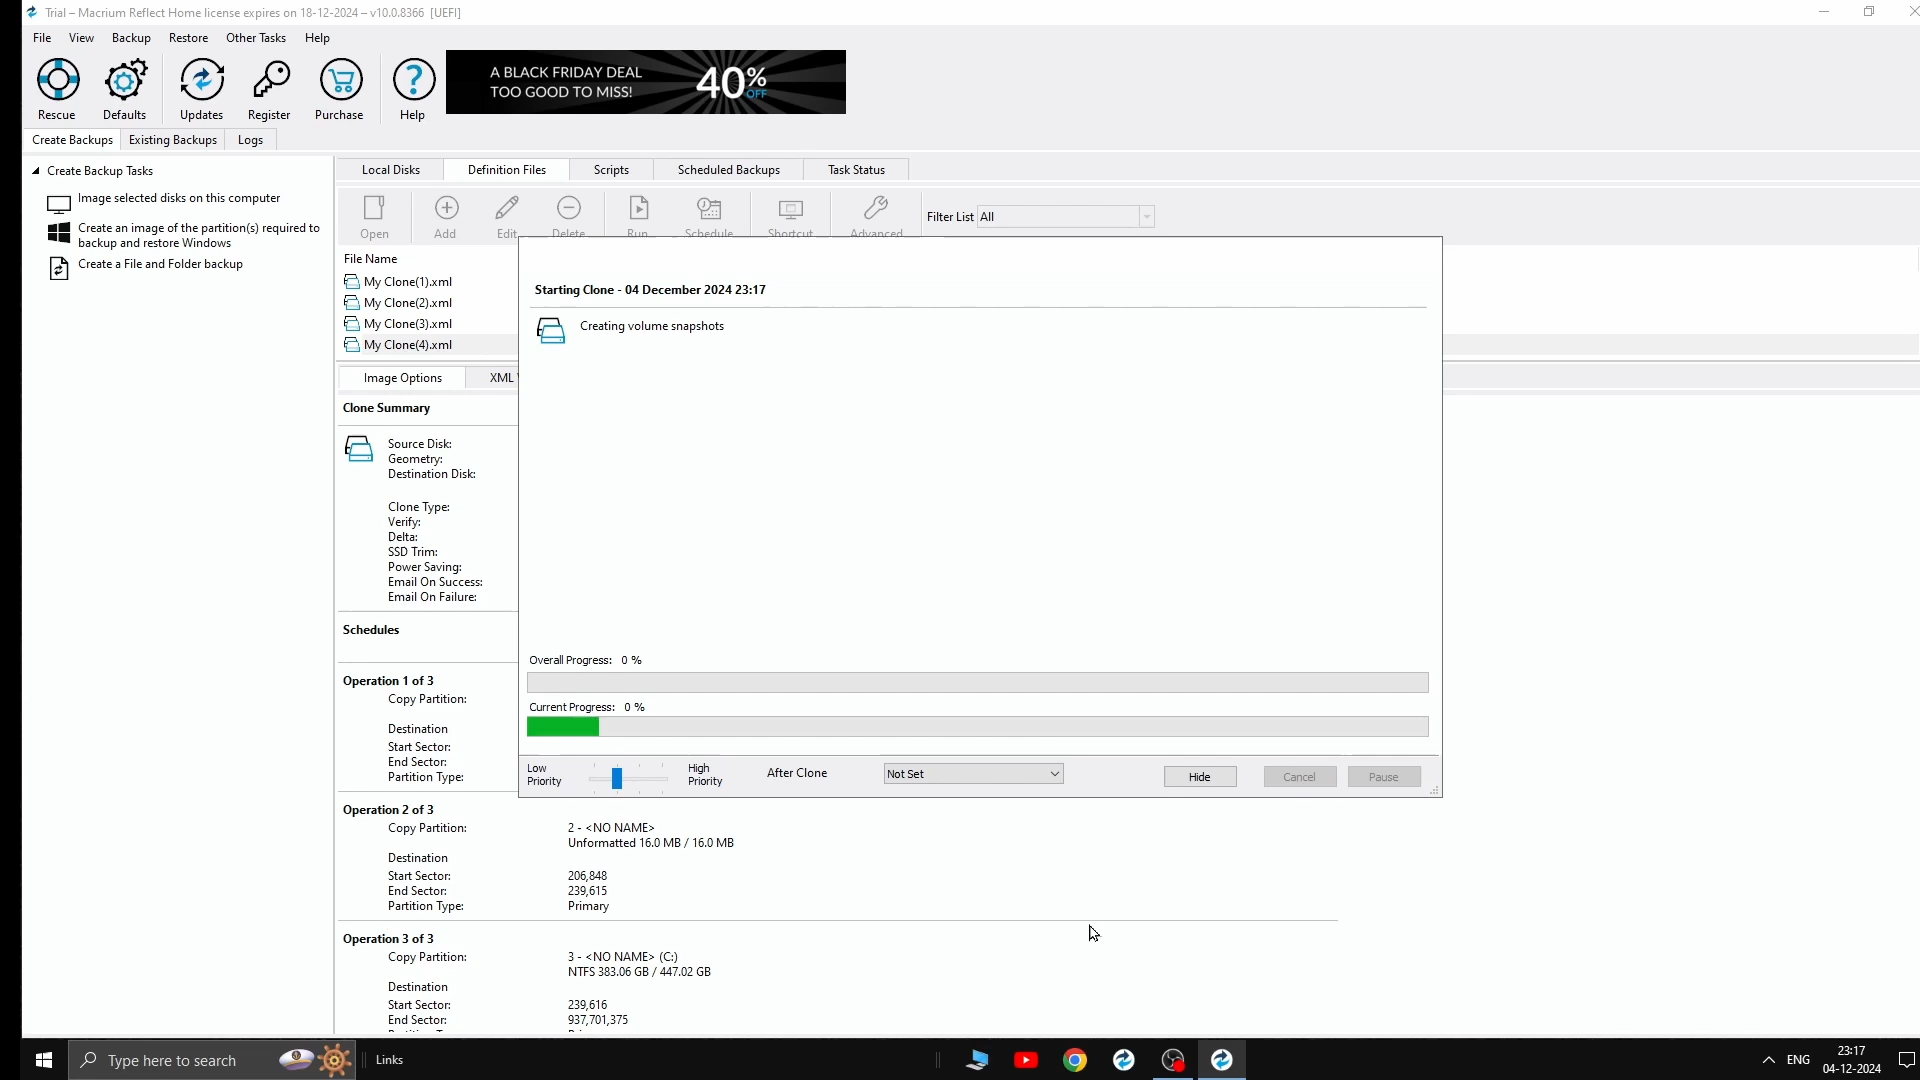 Trial – Macrium Reflect Home license expires on 18-12-2024 – v10.0.8366 [UEFI]
File View Backup Restore Other Tasks Help
Rescue Defaults Updates Register Purchase Help
A BLACK FRIDAY DEAL
TOO GOOD TO MISS!
40% OFF
Create Backups Existing Backups Logs
Create Backup Tasks
Image selected disks on this computer
Create an image of the partition(s) required to
backup and restore Windows
Create a File and Folder backup
Local Disks Definition Files Scripts Scheduled Backups Task Status
Open Add Edit Delete Run Schedule Shortcut Advanced Filter List All
File Name
My Clone(1).xml
My Clone(2).xml
My Clone(3).xml
My Clone(4).xml
Image Options XML
Clone Summary
Source Disk:
Geometry:
Destination Disk:
Clone Type:
Verify:
Delta:
SSD Trim:
Power Saving:
Email On Success:
Email On Failure:
Schedules
Operation 1 of 3
Copy Partition:
Destination
Start Sector:
End Sector:
Partition Type:
Starting Clone - 04 December 2024 23:17
Creating volume snapshots
Overall Progress: 0 %
Current Progress: 0 %
Low
Priority
High
Priority
After Clone Not Set Hide Cancel Pause
Operation 2 of 3
Copy Partition: 2 - <NO NAME>
Unformatted 16.0 MB / 16.0 MB
Destination
Start Sector: 206,848
End Sector: 239,615
Partition Type: Primary
Operation 3 of 3
Copy Partition: 3 - <NO NAME> (C:)
NTFS 383.06 GB / 447.02 GB
Destination
Start Sector: 239,616
End Sector: 937,701,375
Type here to search Links ENG 23:17
04-12-2024